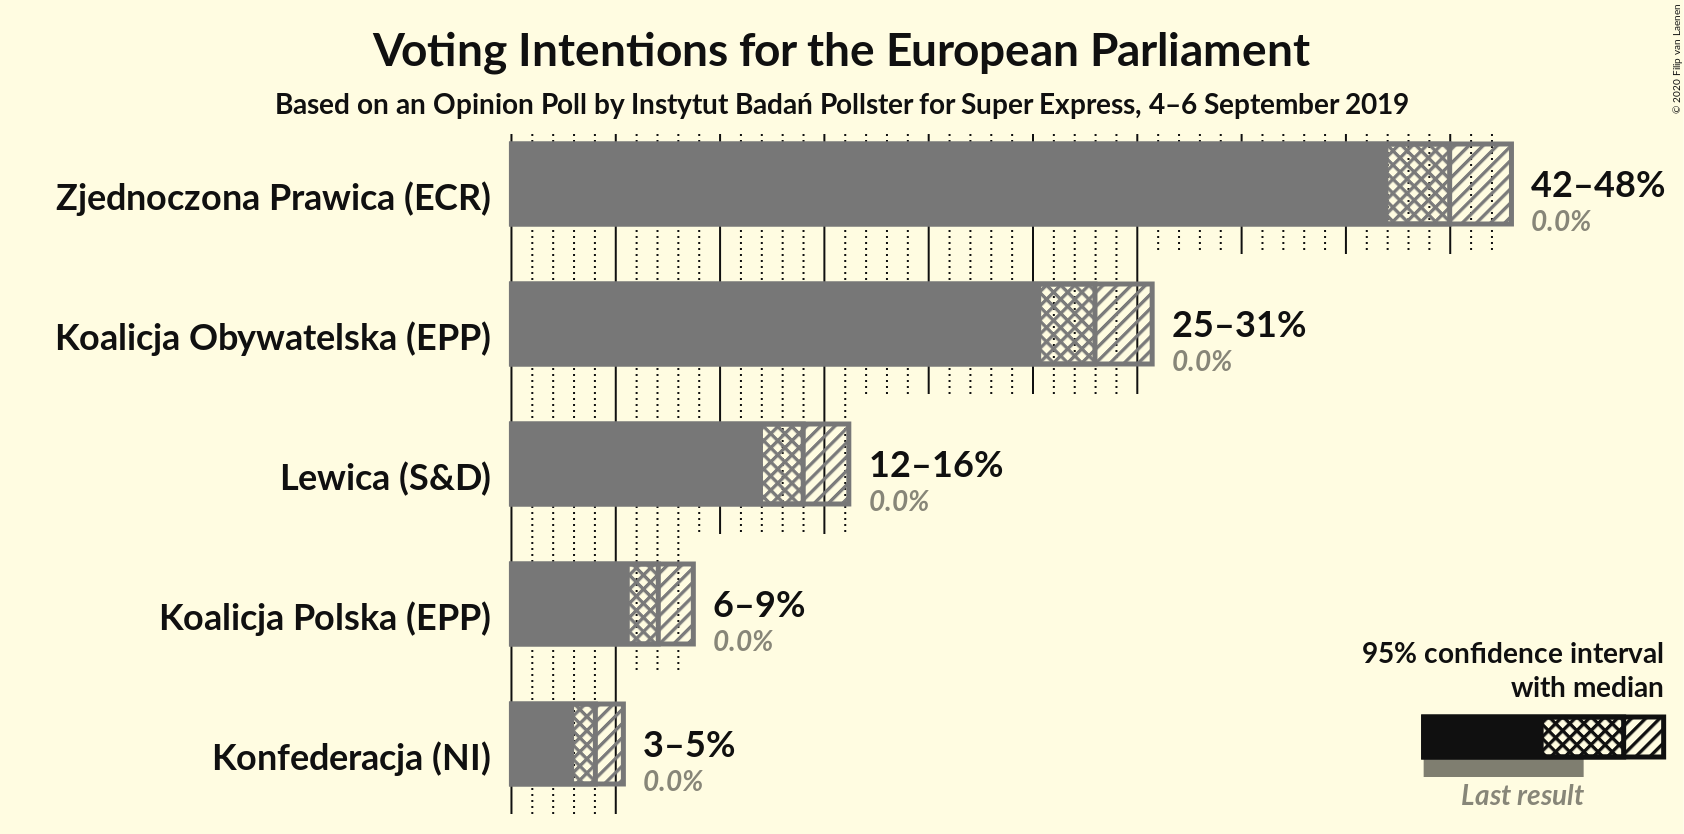 Voting Intentions for the European Parliament
Based on an Opinion Poll by Instytut Badań Pollster for Super Express, 4–6 September 2019
© 2020 Filip van Laenen
Zjednoczona Prawica (ECR)
42–48%
0.0%
Koalicja Obywatelska (EPP)
25–31%
0.0%
Lewica (S&D)
12–16%
0.0%
Koalicja Polska (EPP)
6–9%
0.0%
Konfederacja (NI)
3–5%
0.0%
95% confidence interval
with median
Last result